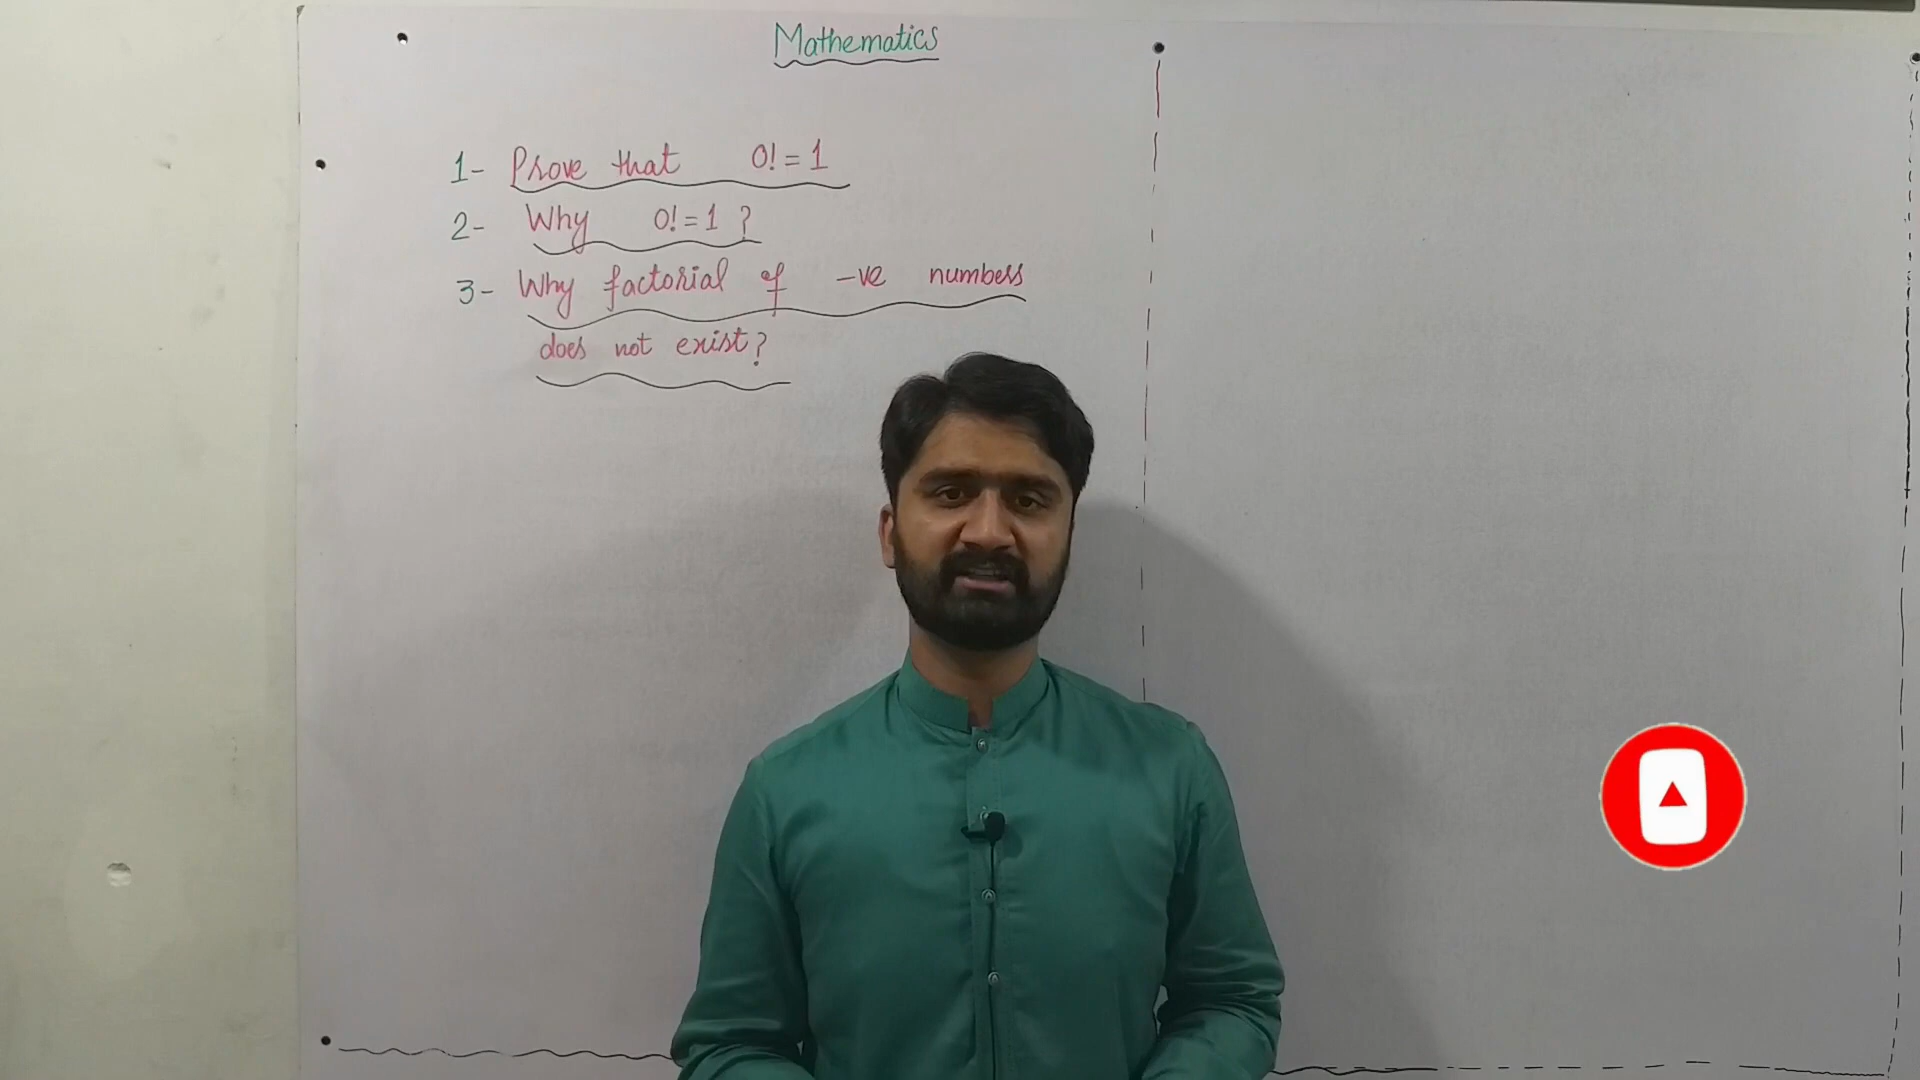 Mathematics
1- Prove that 0! = 1
2- Why 0! = 1 ?
3- Why factorial of -ve numbers
does not exist?